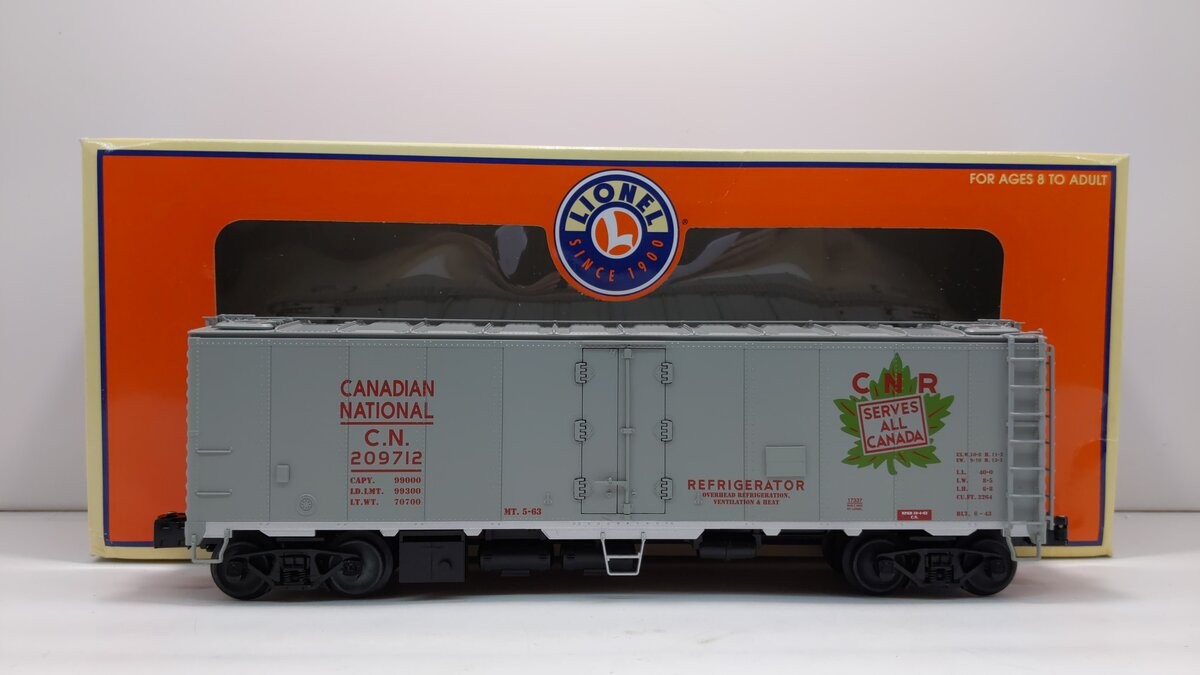 FOR AGES 8 TO ADULT
LIONEL
SINCE 1900
L
®
CANADIAN
NATIONAL
C.N.
209712
CAPY. 99000
LD.LMT. 99300
LT.WT. 70700
MT. 5-63
REFRIGERATOR
OVERHEAD REFRIGERATION,
VENTILATION & HEAT
CNR
SERVES
ALL
CANADA
I.L. 40-0
I.W. 8-5
I.H. 6-8
CU.FT. 2264
BLT. 6-42